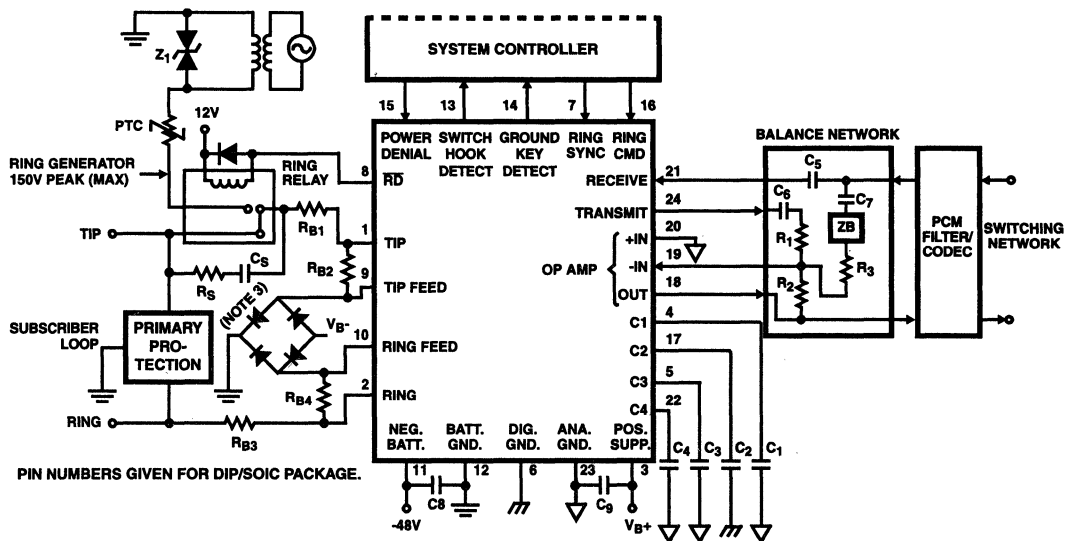 SYSTEM CONTROLLER
Z1
15
13
14
7
16
PTC
12V
RING GENERATOR
150V PEAK (MAX)
RING
RELAY
POWER
DENIAL
SWITCH
HOOK
DETECT
GROUND
KEY
DETECT
RING
SYNC
RING
CMD
BALANCE NETWORK
8
RD
RECEIVE
21
C5
TRANSMIT
24
C6
C7
ZB
R1
R3
R2
PCM
FILTER/
CODEC
SWITCHING
NETWORK
TIP
RB1
1
TIP
RB2
9
TIP FEED
RS
CS
+IN
20
OP AMP
-IN
19
OUT
18
(NOTE 3)
VB-
SUBSCRIBER
LOOP
PRIMARY
PRO-
TECTION
10
RING FEED
C1
4
C2
17
C3
5
C4
22
RB4
2
RING
RING
RB3
NEG.
BATT.
BATT.
GND.
DIG.
GND.
ANA.
GND.
POS.
SUPP.
C4
C3
C2
C1
PIN NUMBERS GIVEN FOR DIP/SOIC PACKAGE.
11
12
6
23
3
C8
C9
-48V
VB+